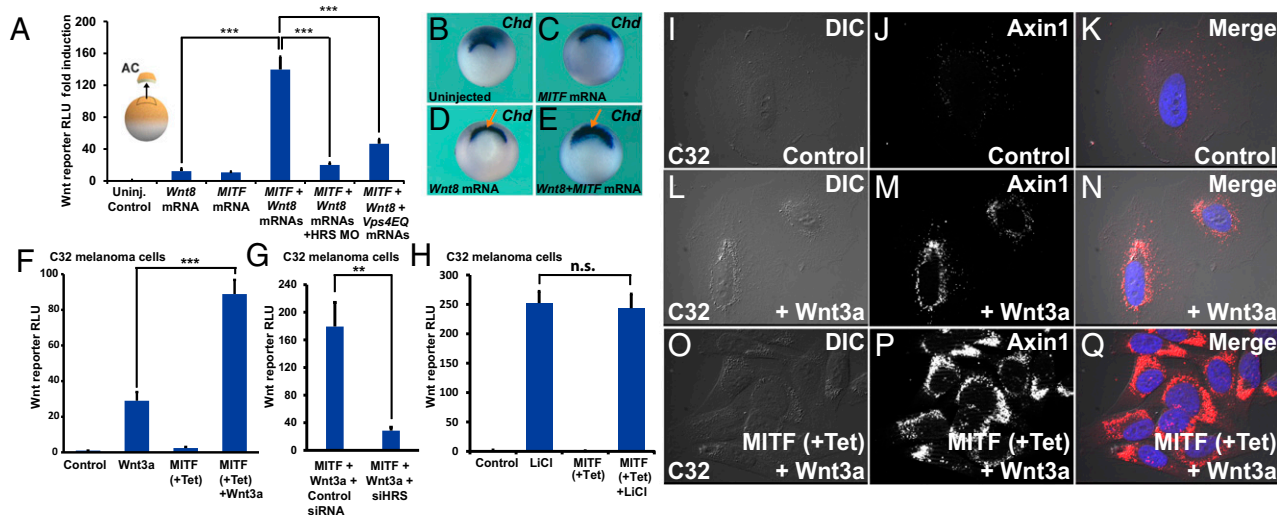 A
Wnt reporter RLU fold induction
200
160
120
80
40
0
AC
***
***
***
Uninj.
Control
Wnt8
mRNA
MITF
mRNA
MITF +
Wnt8
mRNAs
MITF +
Wnt8
mRNAs
+HRS MO
MITF +
Wnt8 +
Vps4EQ
mRNAs
B
Chd
Uninjected
C
Chd
MITF mRNA
D
Chd
Wnt8 mRNA
E
Chd
Wnt8+MITF mRNA
F
C32 melanoma cells
Wnt reporter RLU
100
80
60
40
20
0
***
Control
Wnt3a
MITF
(+Tet)
MITF
(+Tet)
+Wnt3a
G
C32 melanoma cells
Wnt reporter RLU
240
200
160
120
80
40
0
**
MITF +
Wnt3a +
Control
siRNA
MITF +
Wnt3a +
siHRS
H
C32 melanoma cells
Wnt reporter RLU
300
250
200
150
100
50
0
n.s.
Control
LiCl
MITF
(+Tet)
MITF
(+Tet)
+LiCl
I
DIC
C32
Control
J
Axin1
Control
K
Merge
Control
L
DIC
C32
+ Wnt3a
M
Axin1
+ Wnt3a
N
Merge
+ Wnt3a
O
DIC
MITF (+Tet)
C32
+ Wnt3a
P
Axin1
MITF (+Tet)
+ Wnt3a
Q
Merge
MITF (+Tet)
+ Wnt3a